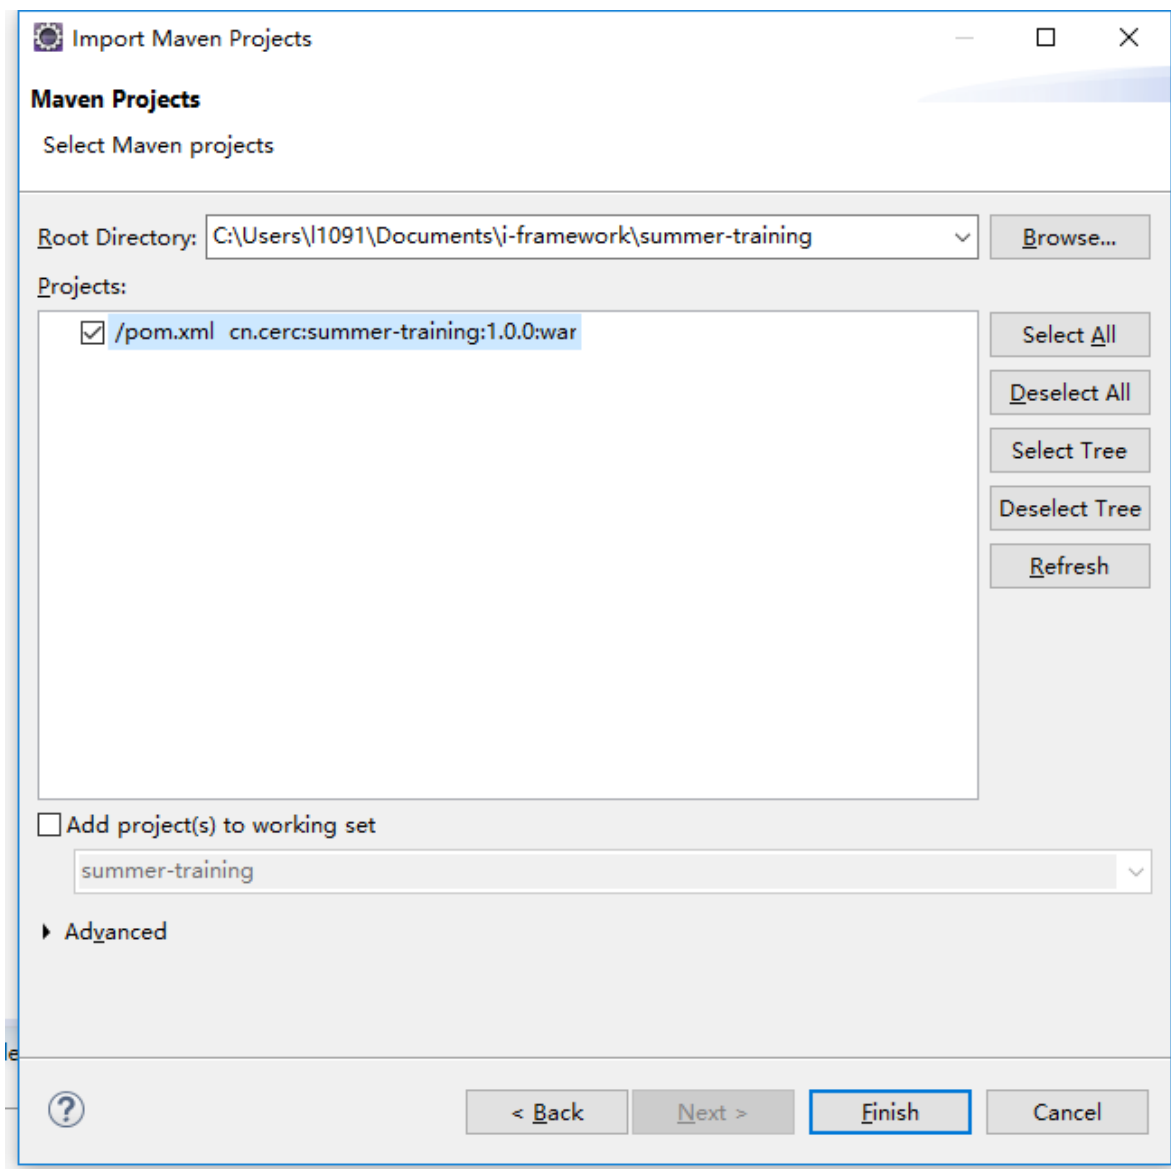 Import Maven Projects
Maven Projects
Select Maven projects
Root Directory: C:\Users\l1091\Documents\i-framework\summer-training Browse...
Projects:
/pom.xml cn.cerc:summer-training:1.0.0:war
Select All
Deselect All
Select Tree
Deselect Tree
Refresh
Add project(s) to working set
summer-training
Advanced
< Back Next > Finish Cancel